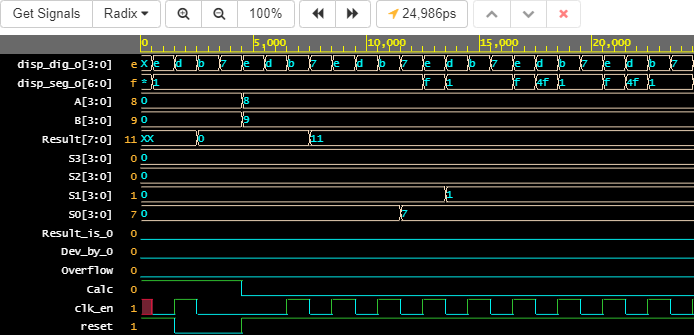 Get Signals Radix 100% 24,986ps
0 5,000 10,000 15,000 20,000
disp_dig_o[3:0] e X e d b 7 e d b 7 e d b 7 e d b 7 e d b 7 e d b 7
disp_seg_o[6:0] f * 1 f 1 f 4f 1 f 4f 1
A[3:0] 8 0 8
B[3:0] 9 0 9
Result[7:0] 11 XX 0 11
S3[3:0] 0 0
S2[3:0] 0 0
S1[3:0] 1 0 1
S0[3:0] 7 0 7
Result_is_0 0
Dev_by_0 0
Overflow 0
Calc 0
clk_en 1
reset 1